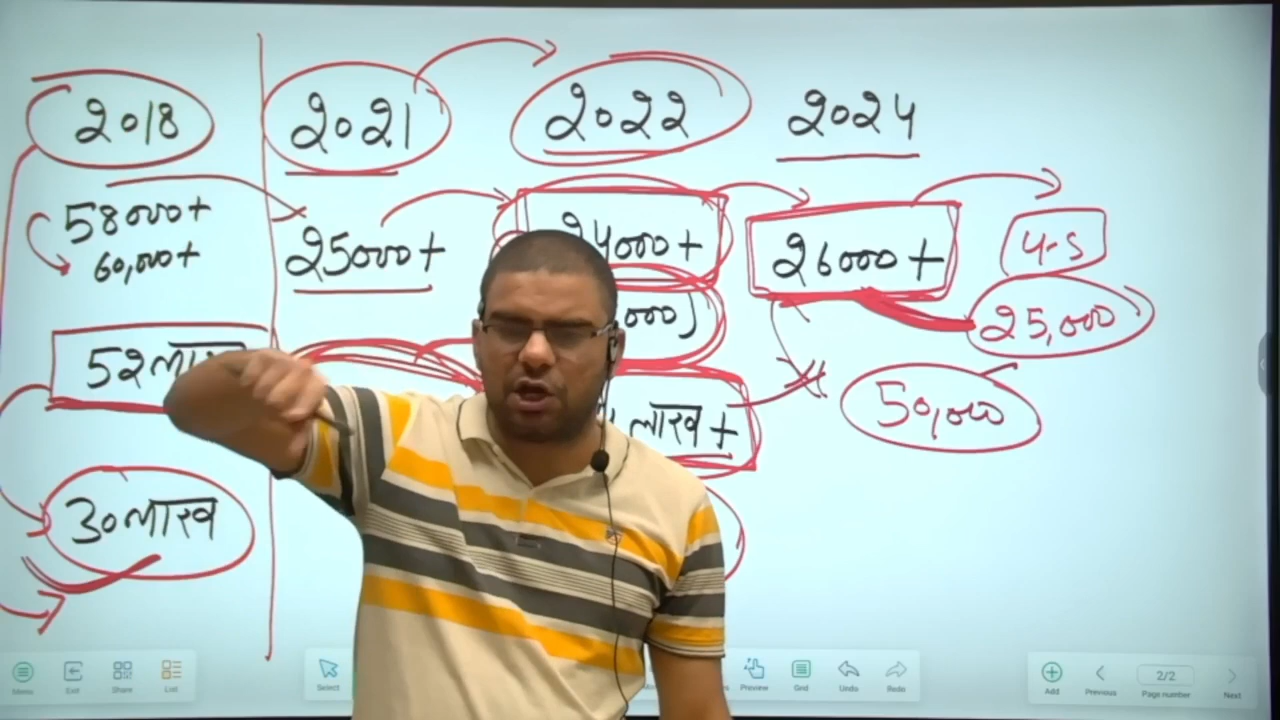 2018 2021 2022 2024
58000+
60,000+
25000+
24000+
26000+
4-5
000)
25,000
52 लाख
लाख +
50,000
30 लाख
Menu Exit Share List Select Preview Grid Undo Redo Add Previous 2/2 Page number Next